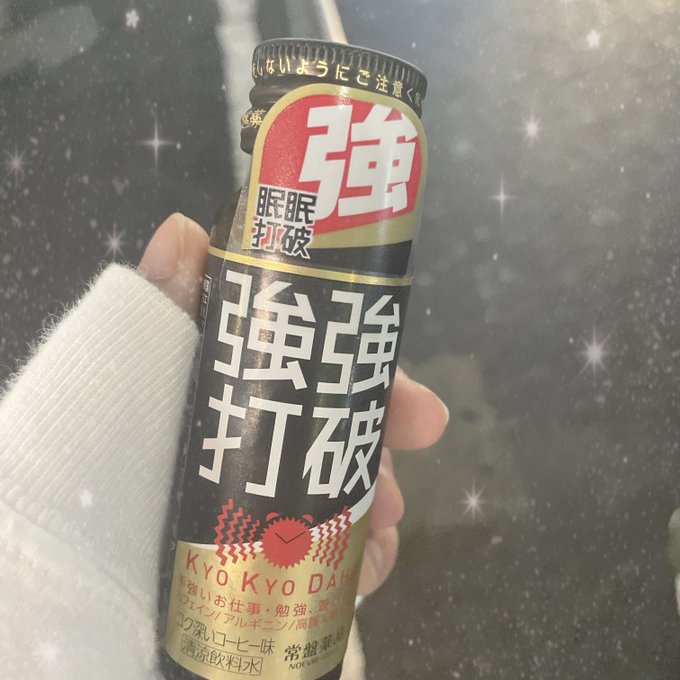 しないようにご注意く
強
眠眠
打破
強強
打破
KYO KYO DAH
手強いお仕事・勉強、
フェイン/アルギニン/高麗
コク深いコーヒー味
清涼飲料水
常盤薬品
NOEVIR